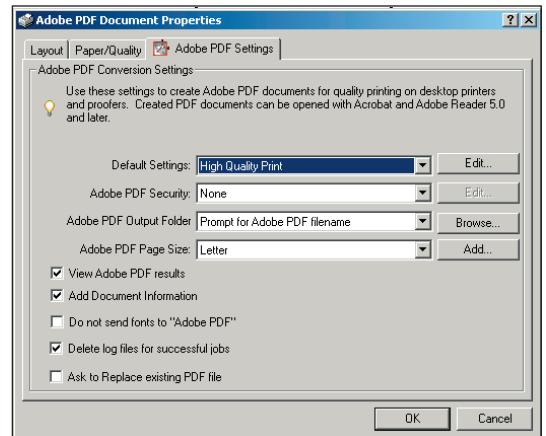 Adobe PDF Document Properties
Layout
Paper/Quality
Adobe PDF Settings
Adobe PDF Conversion Settings
Use these settings to create Adobe PDF documents for quality printing on desktop printers
and proofers. Created PDF documents can be opened with Acrobat and Adobe Reader 5.0
and later.
Default Settings: High Quality Print Edit...
Adobe PDF Security: None Edit...
Adobe PDF Output Folder Prompt for Adobe PDF filename Browse...
Adobe PDF Page Size: Letter Add...
View Adobe PDF results
Add Document Information
Do not send fonts to "Adobe PDF"
Delete log files for successful jobs
Ask to Replace existing PDF file
OK Cancel